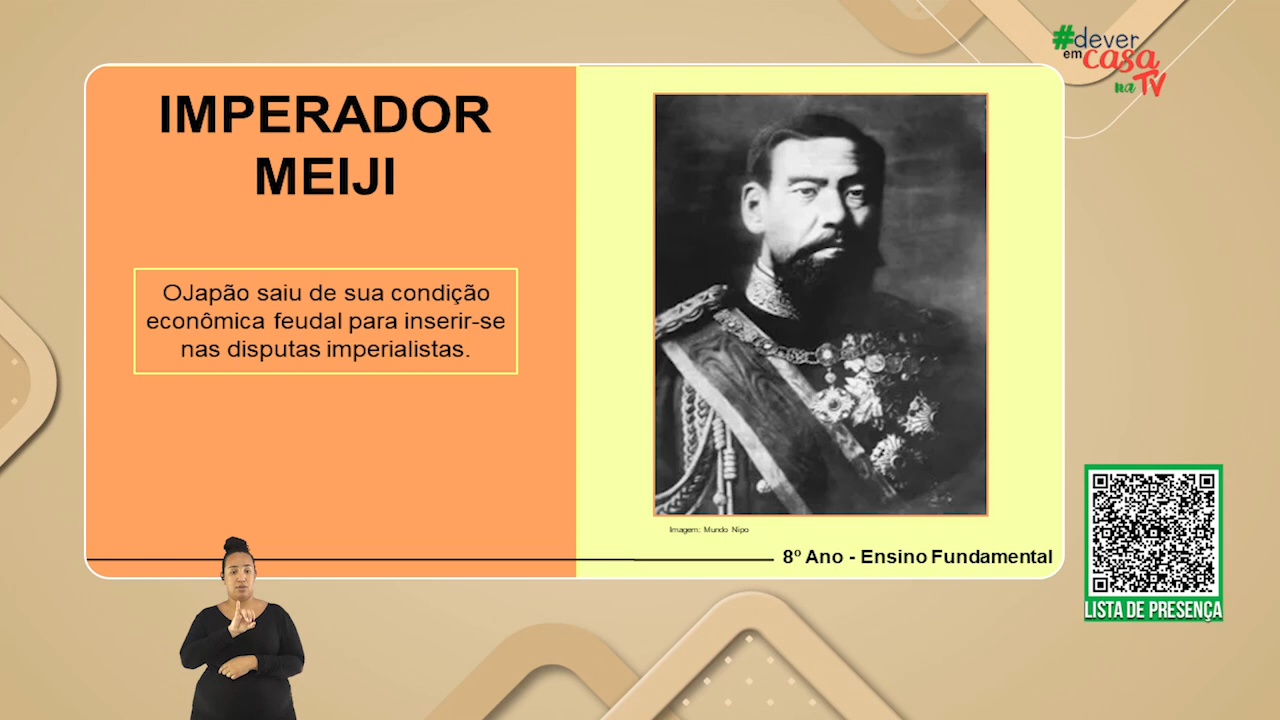 #dever
em casa
na TV
IMPERADOR
MEIJI
OJapão saiu de sua condição
econômica feudal para inserir-se
nas disputas imperialistas.
Imagem: Mundo Nipo
8º Ano - Ensino Fundamental
LISTA DE PRESENÇA